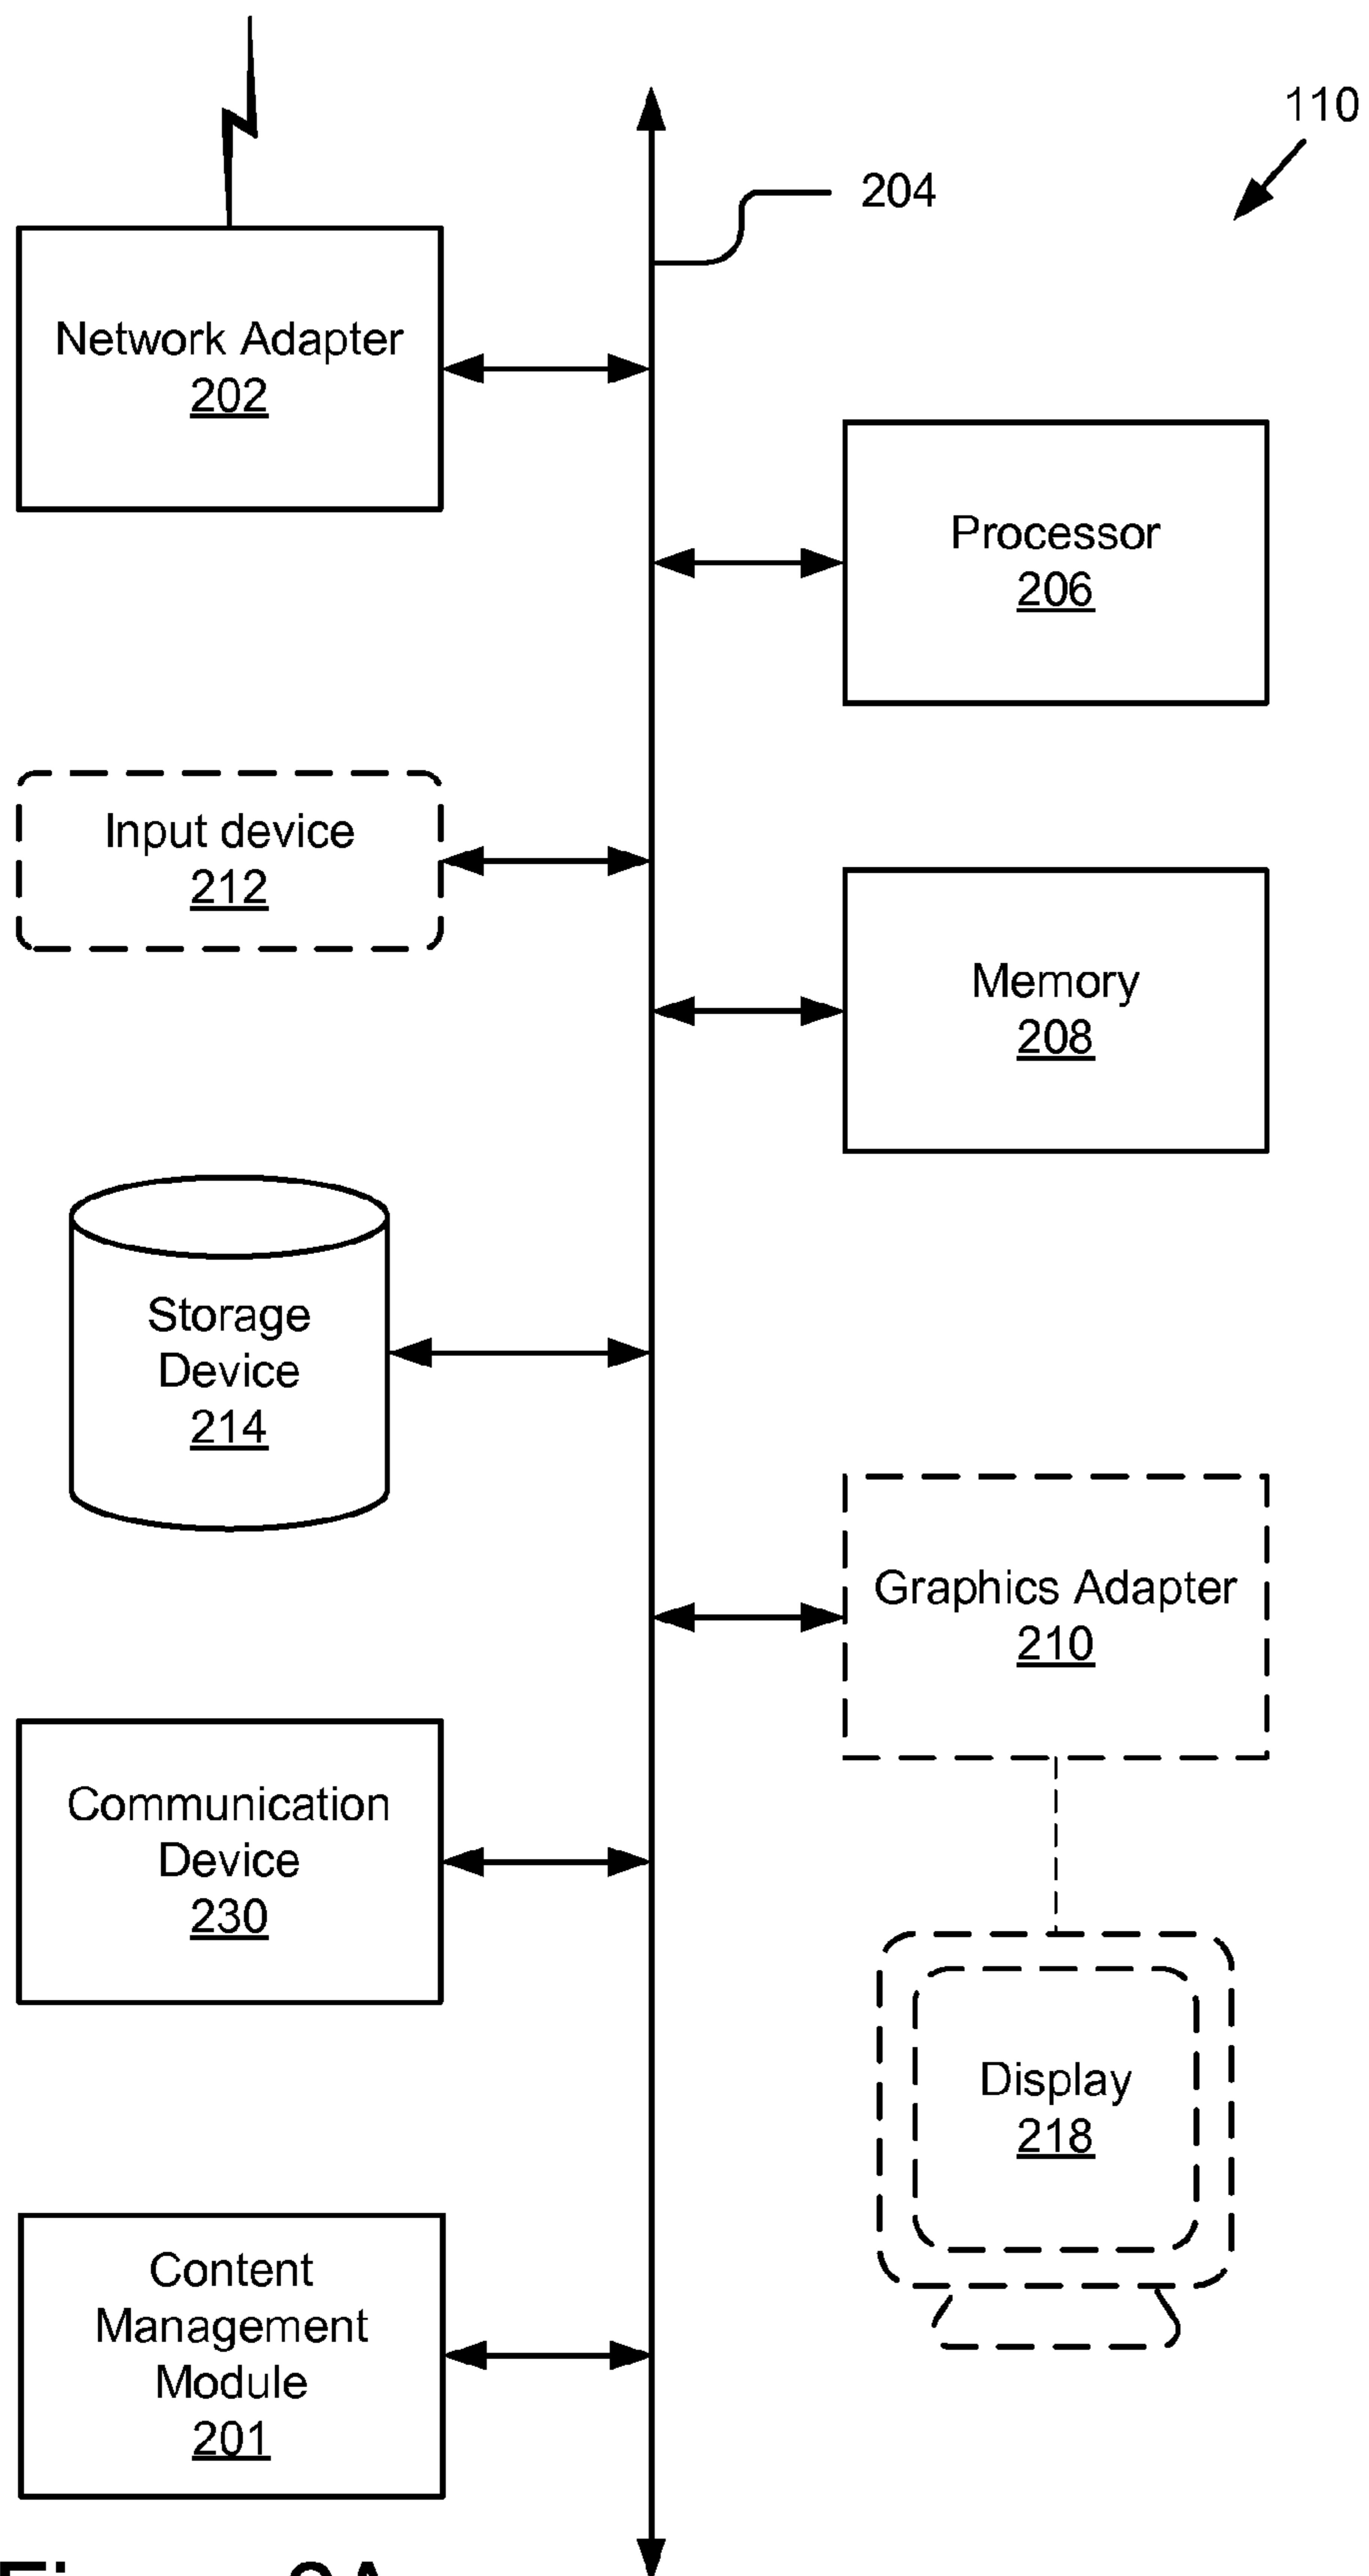 110
204
Network Adapter
202
Processor
206
Input device
212
Memory
208
Storage
Device
214
Graphics Adapter
210
Communication
Device
230
Display
218
Content
Management
Module
201